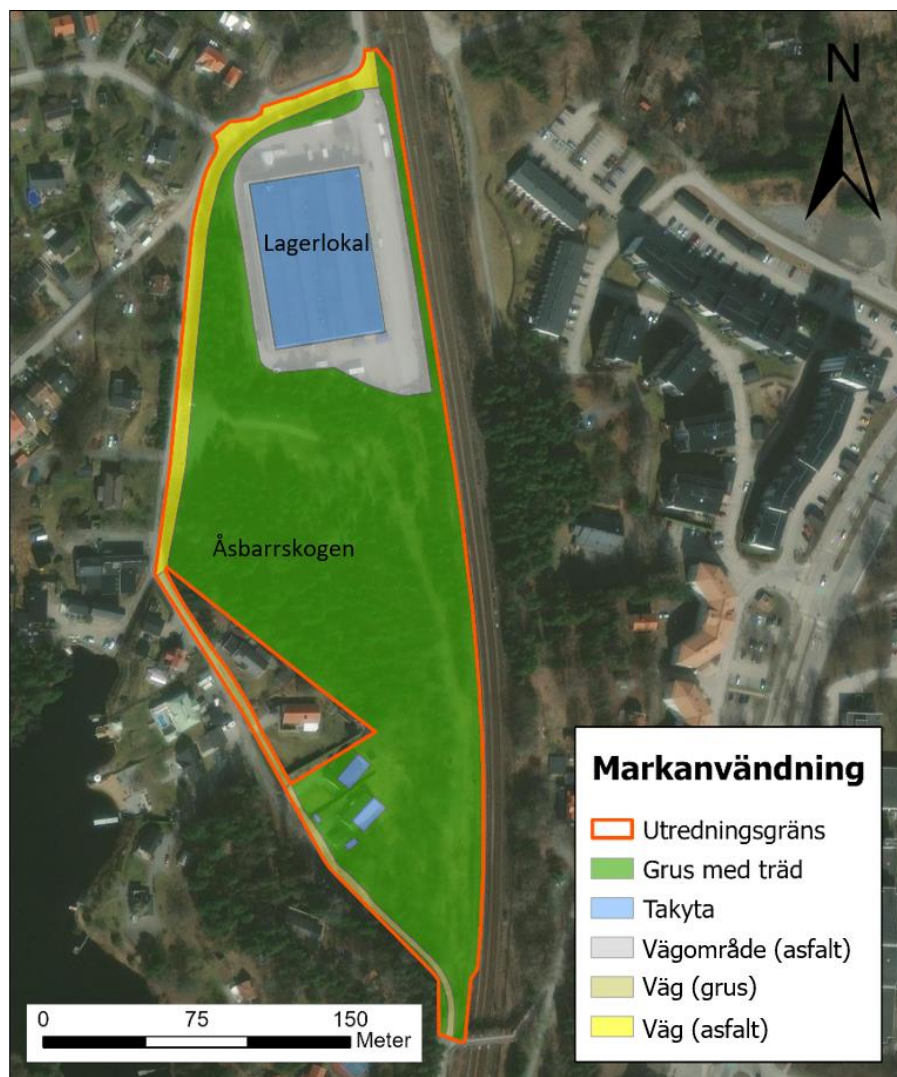 N
Lagerlokal
Åsbarrskogen
Markanvändning
Utredningsgräns
Grus med träd
Takyta
Vägområde (asfalt)
Väg (grus)
Väg (asfalt)
0 75 150
Meter